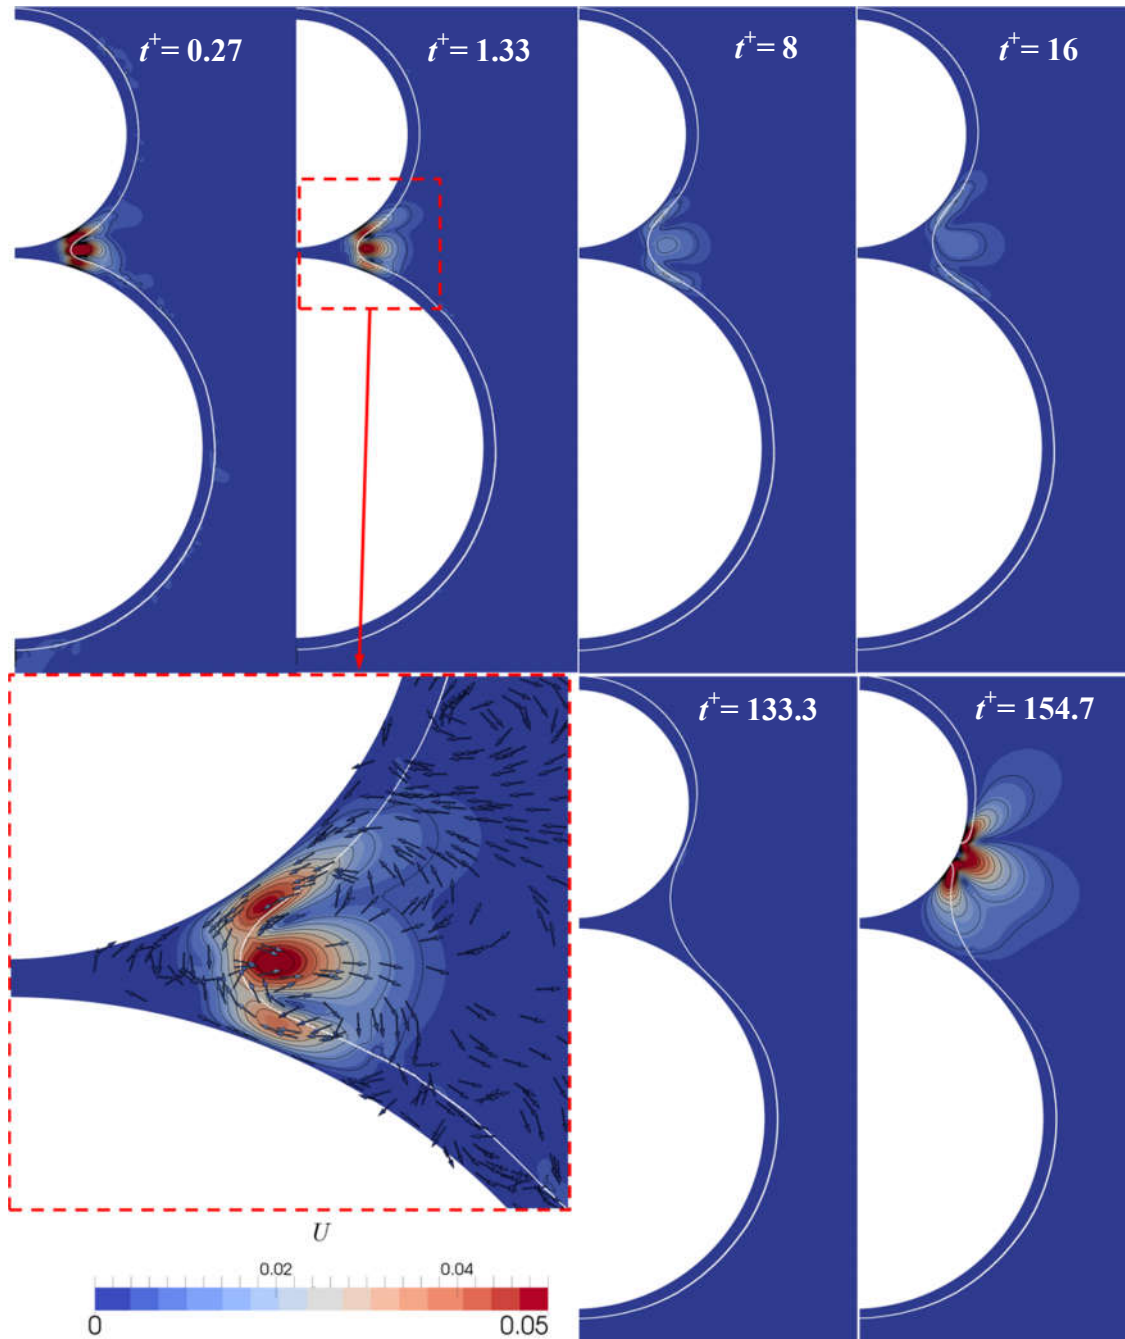 t⁺= 0.27
t⁺= 1.33
t⁺= 8
t⁺= 16
t⁺= 133.3
t⁺= 154.7
U
0.02 0.04
0 0.05